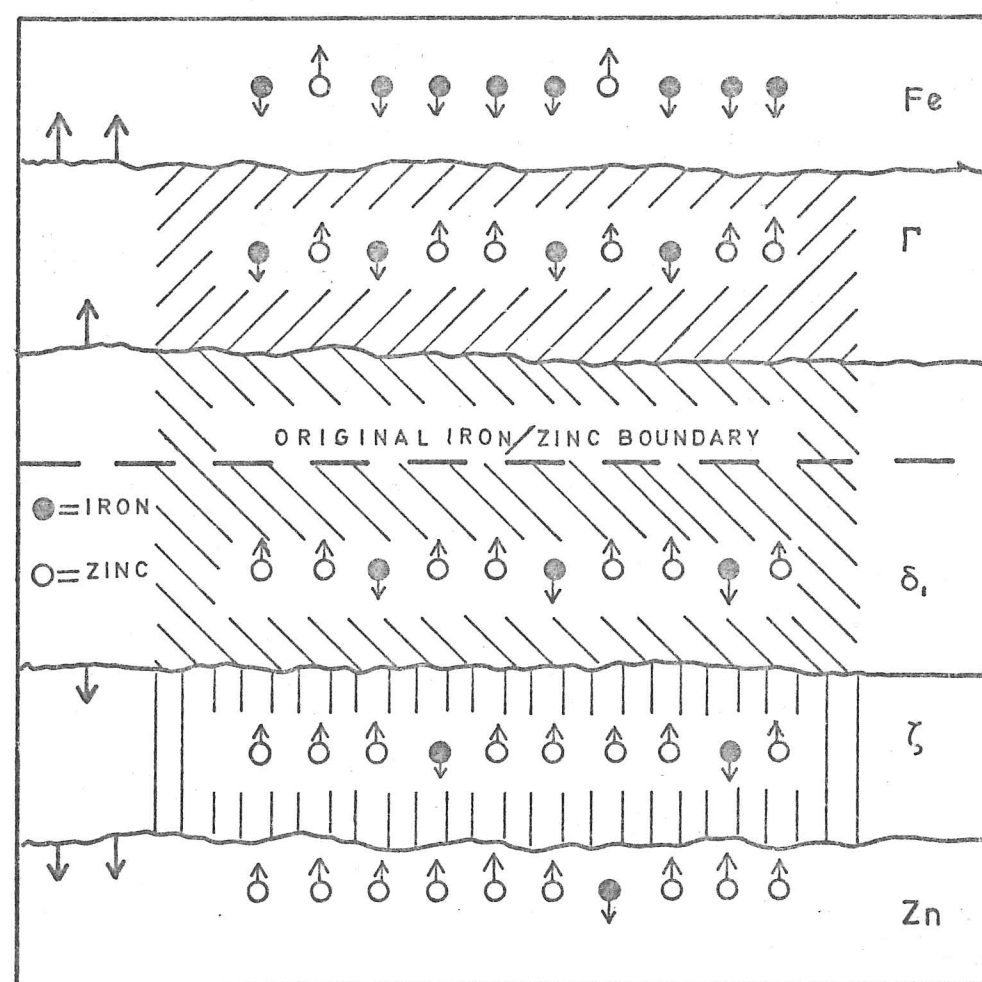 Fe
Γ
ORIGINAL IRON/ZINC BOUNDARY
=IRON
=ZINC
δ₁
ζ
Zn